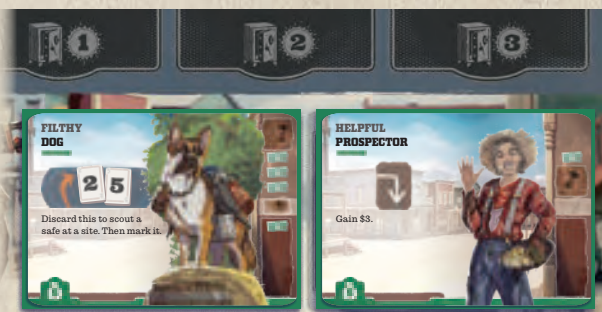 1
2
3
FILTHY
DOG
2 5
Discard this to scout a
safe at a site. Then mark it.
HELPFUL
PROSPECTOR
Gain $3.